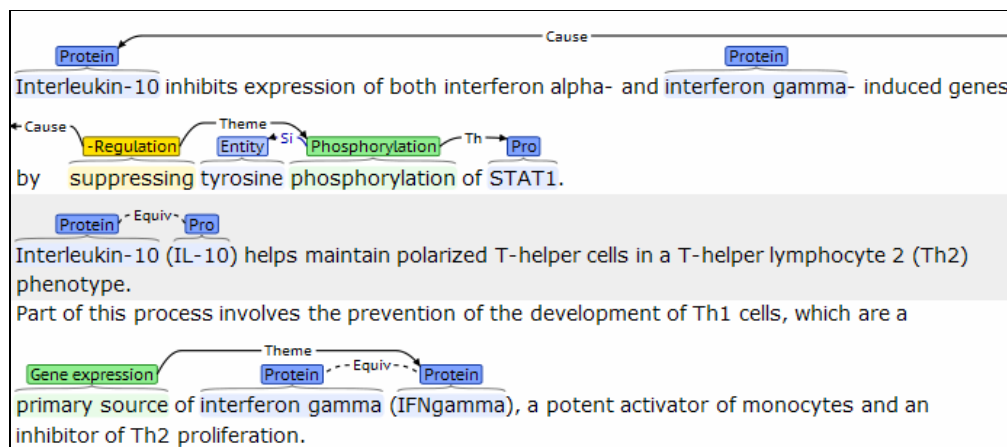 Cause
Protein Protein
Interleukin-10 inhibits expression of both interferon alpha- and interferon gamma- induced genes
Cause Theme
-Regulation Entity Si Phosphorylation Th Pro
by suppressing tyrosine phosphorylation of STAT1.
Protein Equiv Pro
Interleukin-10 (IL-10) helps maintain polarized T-helper cells in a T-helper lymphocyte 2 (Th2)
phenotype.
Part of this process involves the prevention of the development of Th1 cells, which are a
Theme
Gene expression Protein Equiv Protein
primary source of interferon gamma (IFNgamma), a potent activator of monocytes and an
inhibitor of Th2 proliferation.